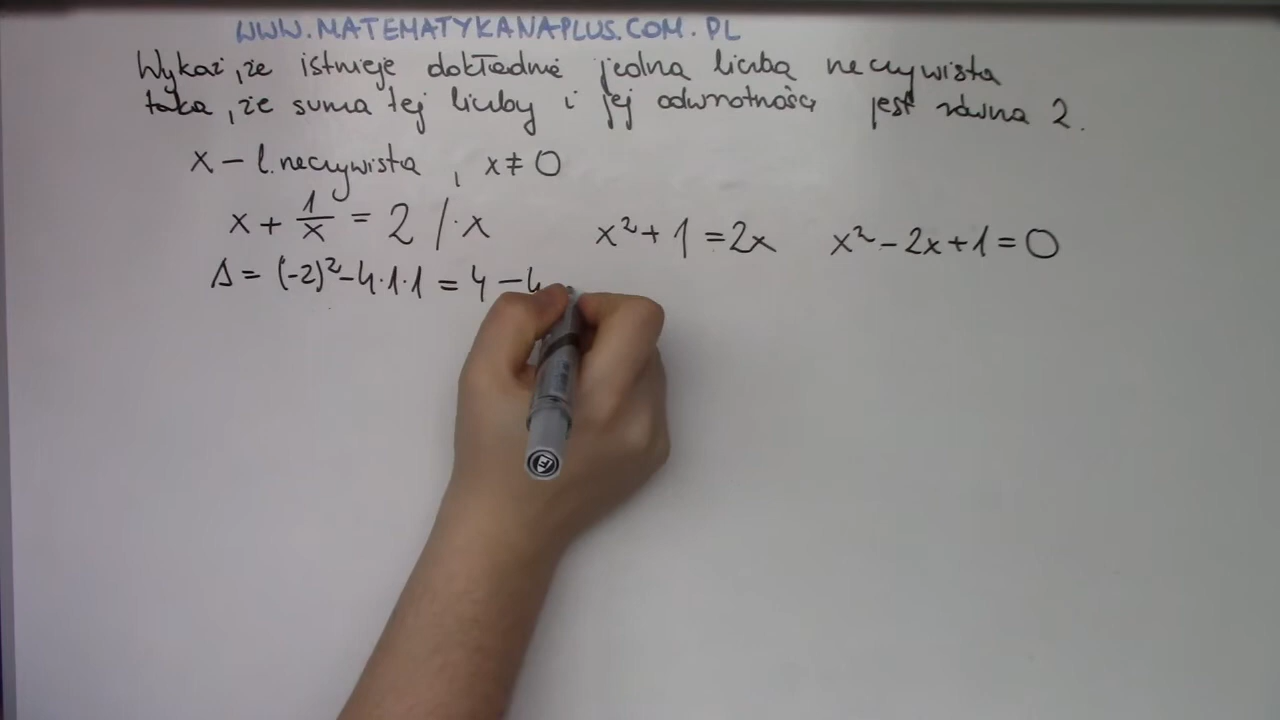 WWW.MATEMATYKANAPLUS.COM.PL
Wykaż, że istnieje dokładnie jedna liczba rzeczywista
taka, że suma tej liczby i jej odwrotności jest równa 2.
x - l. rzeczywista, x ≠ 0
x + 1/x = 2 / · x x² + 1 = 2x x² - 2x + 1 = 0
Δ = (-2)² - 4·1·1 = 4 - 4